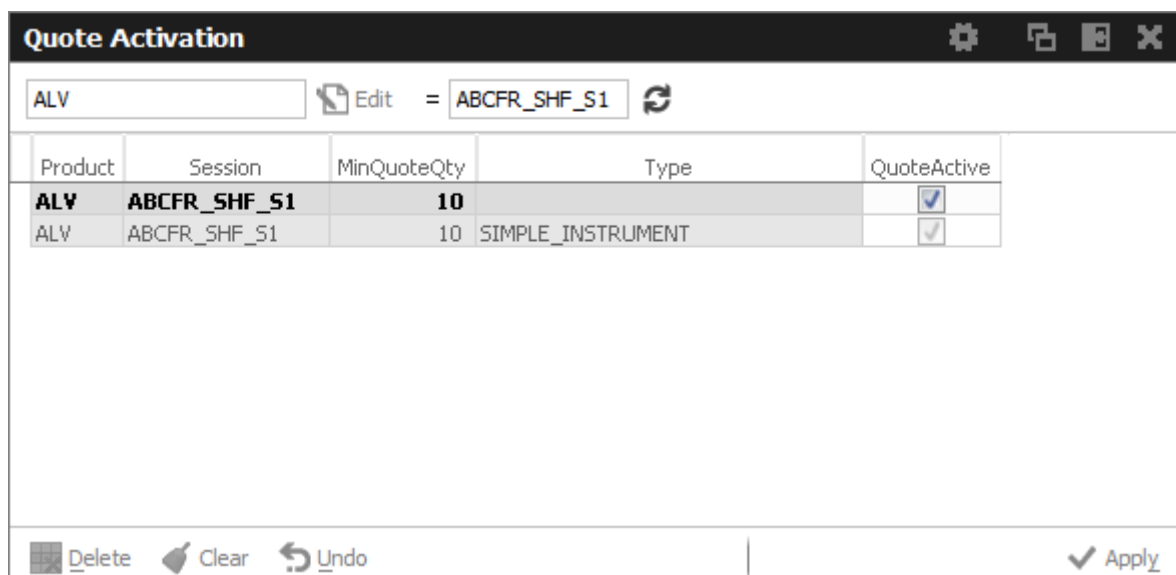 Quote Activation
ALV Edit = ABCFR_SHF_S1
Product Session MinQuoteQty Type QuoteActive
ALV ABCFR_SHF_S1 10
ALV ABCFR_SHF_S1 10 SIMPLE_INSTRUMENT
Delete Clear Undo Apply